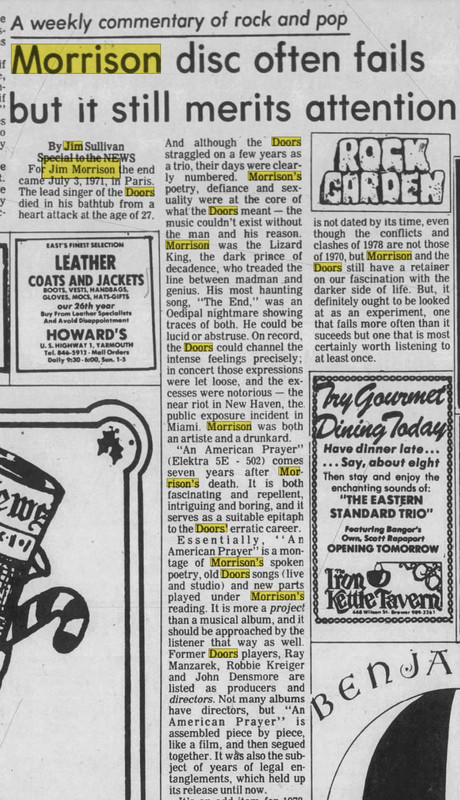 A weekly commentary of rock and pop
Morrison disc often fails
but it still merits attention
By Jim Sullivan
Special to the NEWS
For Jim Morrison the end
came July 3, 1971, in Paris.
The lead singer of the Doors
died in his bathtub from a
heart attack at the age of 27.
And although the Doors
straggled on a few years as
a trio, their days were clear-
ly numbered. Morrison's
poetry, defiance and sex-
uality were at the core of
what the Doors meant — the
music couldn't exist without
the man and his reason.
Morrison was the Lizard
King, the dark prince of
decadence, who treaded the
line between madman and
genius. His most haunting
song, "The End," was an
Oedipal nightmare showing
traces of both. He could be
lucid or abstruse. On record,
the Doors could channel the
intense feelings precisely;
in concert those expressions
were let loose, and the ex-
cesses were notorious — the
near riot in New Haven, the
public exposure incident in
Miami. Morrison was both
an artiste and a drunkard.
"An American Prayer"
(Elektra 5E - 502) comes
seven years after Mor-
rison's death. It is both
fascinating and repellent,
intriguing and boring, and it
serves as a suitable epitaph
to the Doors' erratic career.
Essentially, "An
American Prayer" is a mon-
tage of Morrison's spoken
poetry, old Doors songs (live
and studio) and new parts
played under Morrison's
reading. It is more a project
than a musical album, and it
should be approached by the
listener that way as well.
Former Doors players, Ray
Manzarek, Robbie Kreiger
and John Densmore are
listed as producers and
directors. Not many albums
have directors, but "An
American Prayer" is
assembled piece by piece,
like a film, and then segued
together. It was also the sub-
ject of years of legal en-
tanglements, which held up
its release until now.
ROCK
GARDEN
is not dated by its time, even
though the conflicts and
clashes of 1978 are not those
of 1970, but Morrison and the
Doors still have a retainer
on our fascination with the
darker side of life. But, it
definitely ought to be looked
at as an experiment, one
that fails more often than it
suceeds but one that is most
certainly worth listening to
at least once.
EAST'S FINEST SELECTION
LEATHER
COATS AND JACKETS
BOOTS, VESTS, HANDBAGS,
GLOVES, MOCS, HATS-GIFTS
our 26th year
Buy From Leather Specialists
And Avoid Disappointment
HOWARD'S
U. S. HIGHWAY 1, YARMOUTH
Tel. 846-5912 - Mail Orders
Daily 9:30 - 6:00, Sun. 1-5
Try Gourmet
Dining Today
Have dinner late...
...Say, about eight
Then stay and enjoy the
enchanting sounds of:
"THE EASTERN
STANDARD TRIO"
Featuring Bangor's
Own, Scott Rapaport
OPENING TOMORROW
The
Iron
Kettle Tavern
BENJA